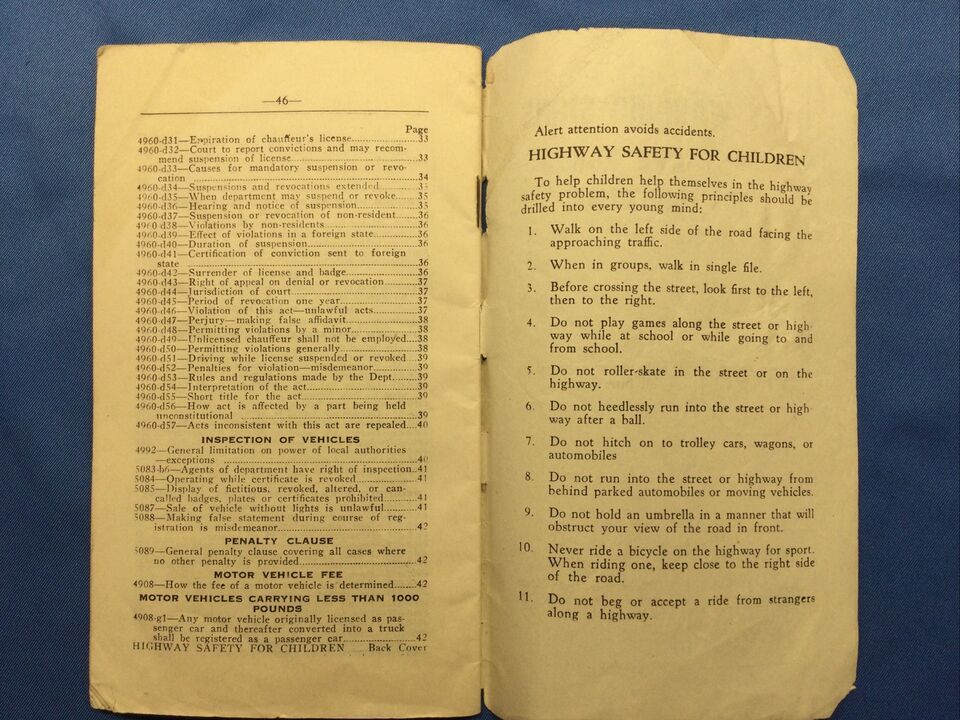 —46—
Page
4960-d31—Expiration of chauffeur's license..................33
4960-d32—Court to report convictions and may recom-
mend suspension of license..................33
4960-d33—Causes for mandatory suspension or revo-
cation ..................34
4960-d34—Suspensions and revocations extended..................35
4960-d35—When department may suspend or revoke........35
4960-d36—Hearing and notice of suspension..................35
4960-d37—Suspension or revocation of non-resident........36
4960-d38—Violations by non-residents..................36
4960-d39—Effect of violations in a foreign state..............36
4960-d40—Duration of suspension..................36
4960-d41—Certification of conviction sent to foreign
state ..................36
4960-d42—Surrender of license and badge..................36
4960-d43—Right of appeal on denial or revocation..........37
4960-d44—Jurisdiction of court..................37
4960-d45—Period of revocation one year..................37
4960-d46—Violation of this act—unlawful acts............37
4960-d47—Perjury—making false affidavit..................38
4960-d48—Permitting violations by a minor..................38
4960-d49—Unlicensed chauffeur shall not be employed....38
4960-d50—Permitting violations generally..................38
4960-d51—Driving while license suspended or revoked..39
4960-d52—Penalties for violation—misdemeanor............39
4960-d53—Rules and regulations made by the Dept.........39
4960-d54—Interpretation of the act..................39
4960-d55—Short title for the act..................39
4960-d56—How act is affected by a part being held
unconstitutional ..................39
4960-d57—Acts inconsistent with this act are repealed....40
INSPECTION OF VEHICLES
4992—General limitation on power of local authorities
—exceptions ..................40
5083-b6—Agents of department have right of inspection..41
5084—Operating while certificate is revoked..................41
5085—Display of fictitious, revoked, altered, or can-
called badges, plates or certificates prohibited..........41
5087—Sale of vehicle without lights is unlawful..........41
5088—Making false statement during course of reg-
istration is misdemeanor..................42
PENALTY CLAUSE
5089—General penalty clause covering all cases where
no other penalty is provided..................42
MOTOR VEHICLE FEE
4908—How the fee of a motor vehicle is determined.......42
MOTOR VEHICLES CARRYING LESS THAN 1000
POUNDS
4908-g1—Any motor vehicle originally licensed as pas-
senger car and thereafter converted into a truck
shall be registered as a passenger car..................42
HIGHWAY SAFETY FOR CHILDREN ...... Back Cover
Alert attention avoids accidents.
HIGHWAY SAFETY FOR CHILDREN
To help children help themselves in the highway
safety problem, the following principles should be
drilled into every young mind:
1. Walk on the left side of the road facing the
approaching traffic.
2. When in groups, walk in single file.
3. Before crossing the street, look first to the left,
then to the right.
4. Do not play games along the street or high-
way while at school or while going to and
from school.
5. Do not roller-skate in the street or on the
highway.
6. Do not heedlessly run into the street or high-
way after a ball.
7. Do not hitch on to trolley cars, wagons, or
automobiles
8. Do not run into the street or highway from
behind parked automobiles or moving vehicles.
9. Do not hold an umbrella in a manner that will
obstruct your view of the road in front.
10. Never ride a bicycle on the highway for sport.
When riding one, keep close to the right side
of the road.
11. Do not beg or accept a ride from strangers
along a highway.